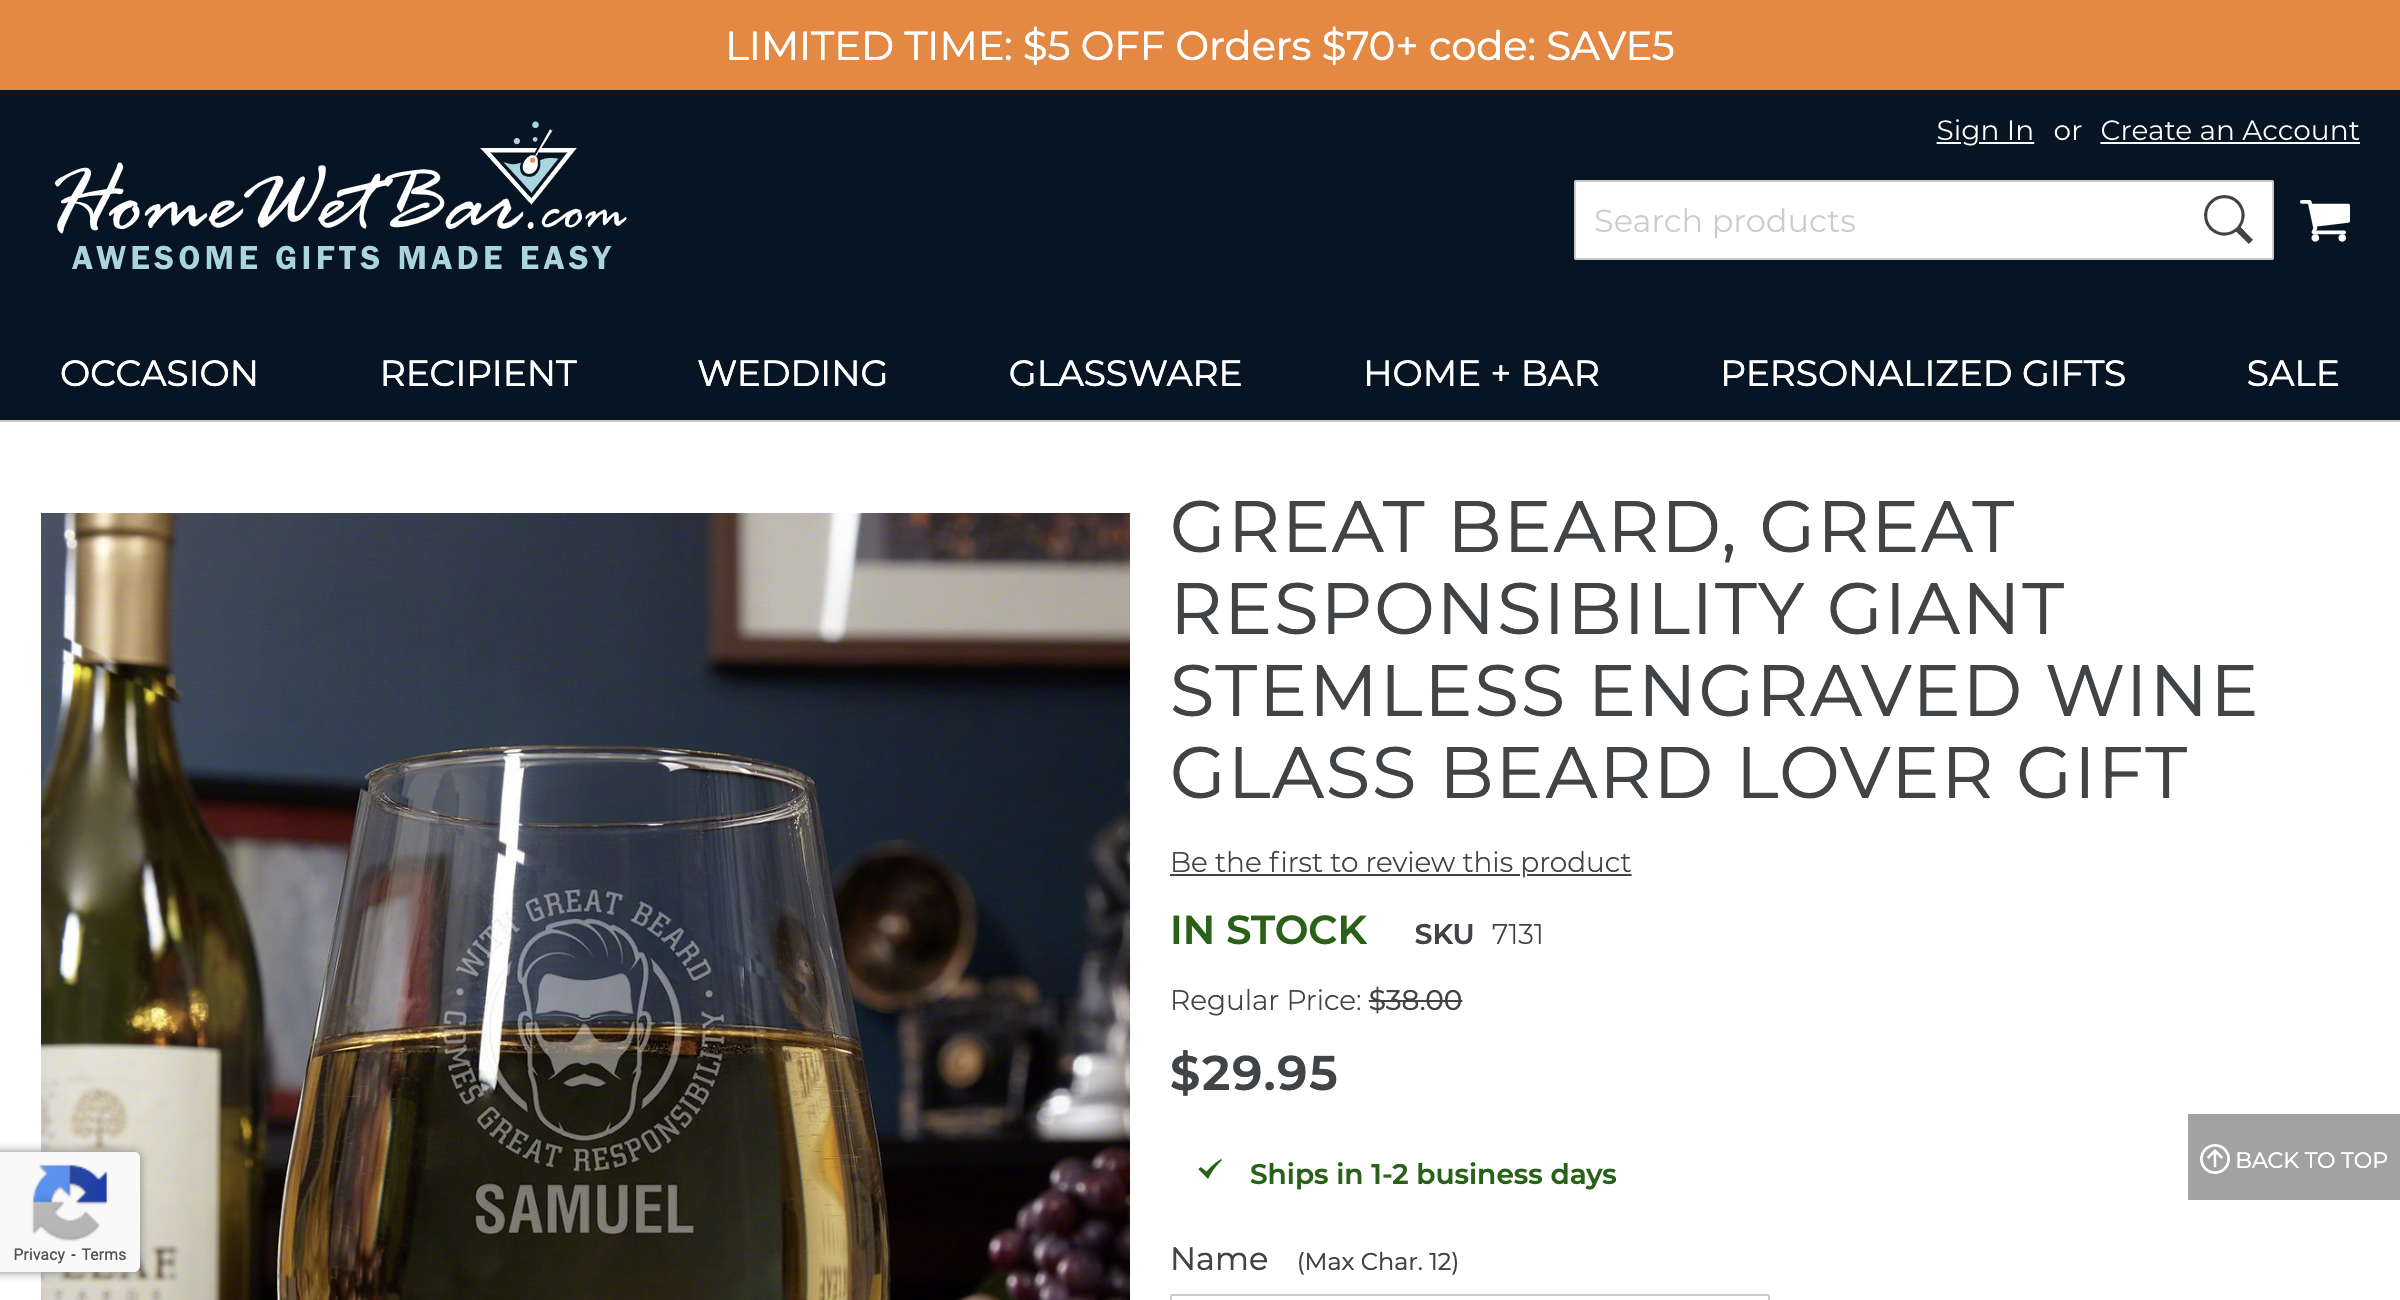 LIMITED TIME: $5 OFF Orders $70+ code: SAVE5
Sign In or Create an Account
HomeWetBar.com
AWESOME GIFTS MADE EASY
Search products
OCCASION RECIPIENT WEDDING GLASSWARE HOME + BAR PERSONALIZED GIFTS SALE
GREAT BEARD, GREAT
RESPONSIBILITY GIANT
STEMLESS ENGRAVED WINE
GLASS BEARD LOVER GIFT
Be the first to review this product
IN STOCK SKU 7131
Regular Price: $38.00
$29.95
Ships in 1-2 business days
Name (Max Char. 12)
• WITH GREAT BEARD •
COMES GREAT RESPONSIBILITY
SAMUEL
Privacy - Terms
BACK TO TOP